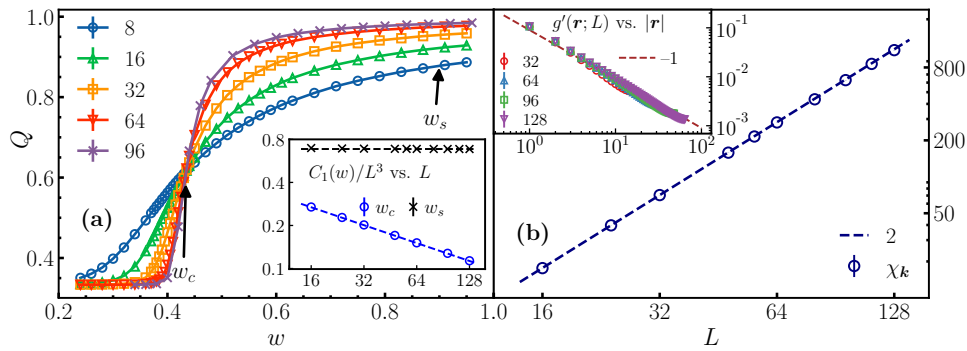 1.0
0.8
0.6
0.4
Q
8
16
32
64
96
(a)
w_c
w_s
0.2 0.4 0.6 0.8 1.0
w
0.8
0.4
0.2
0.1
C_1(w)/L^3 vs. L
w_c w_s
16 32 64 128
g′(r; L) vs. |r|
−1
32
64
96
128
10^0 10^1 10^2
10^−1
10^−2
10^−3
(b)
2
χ_k
800
200
50
16 32 64 128
L